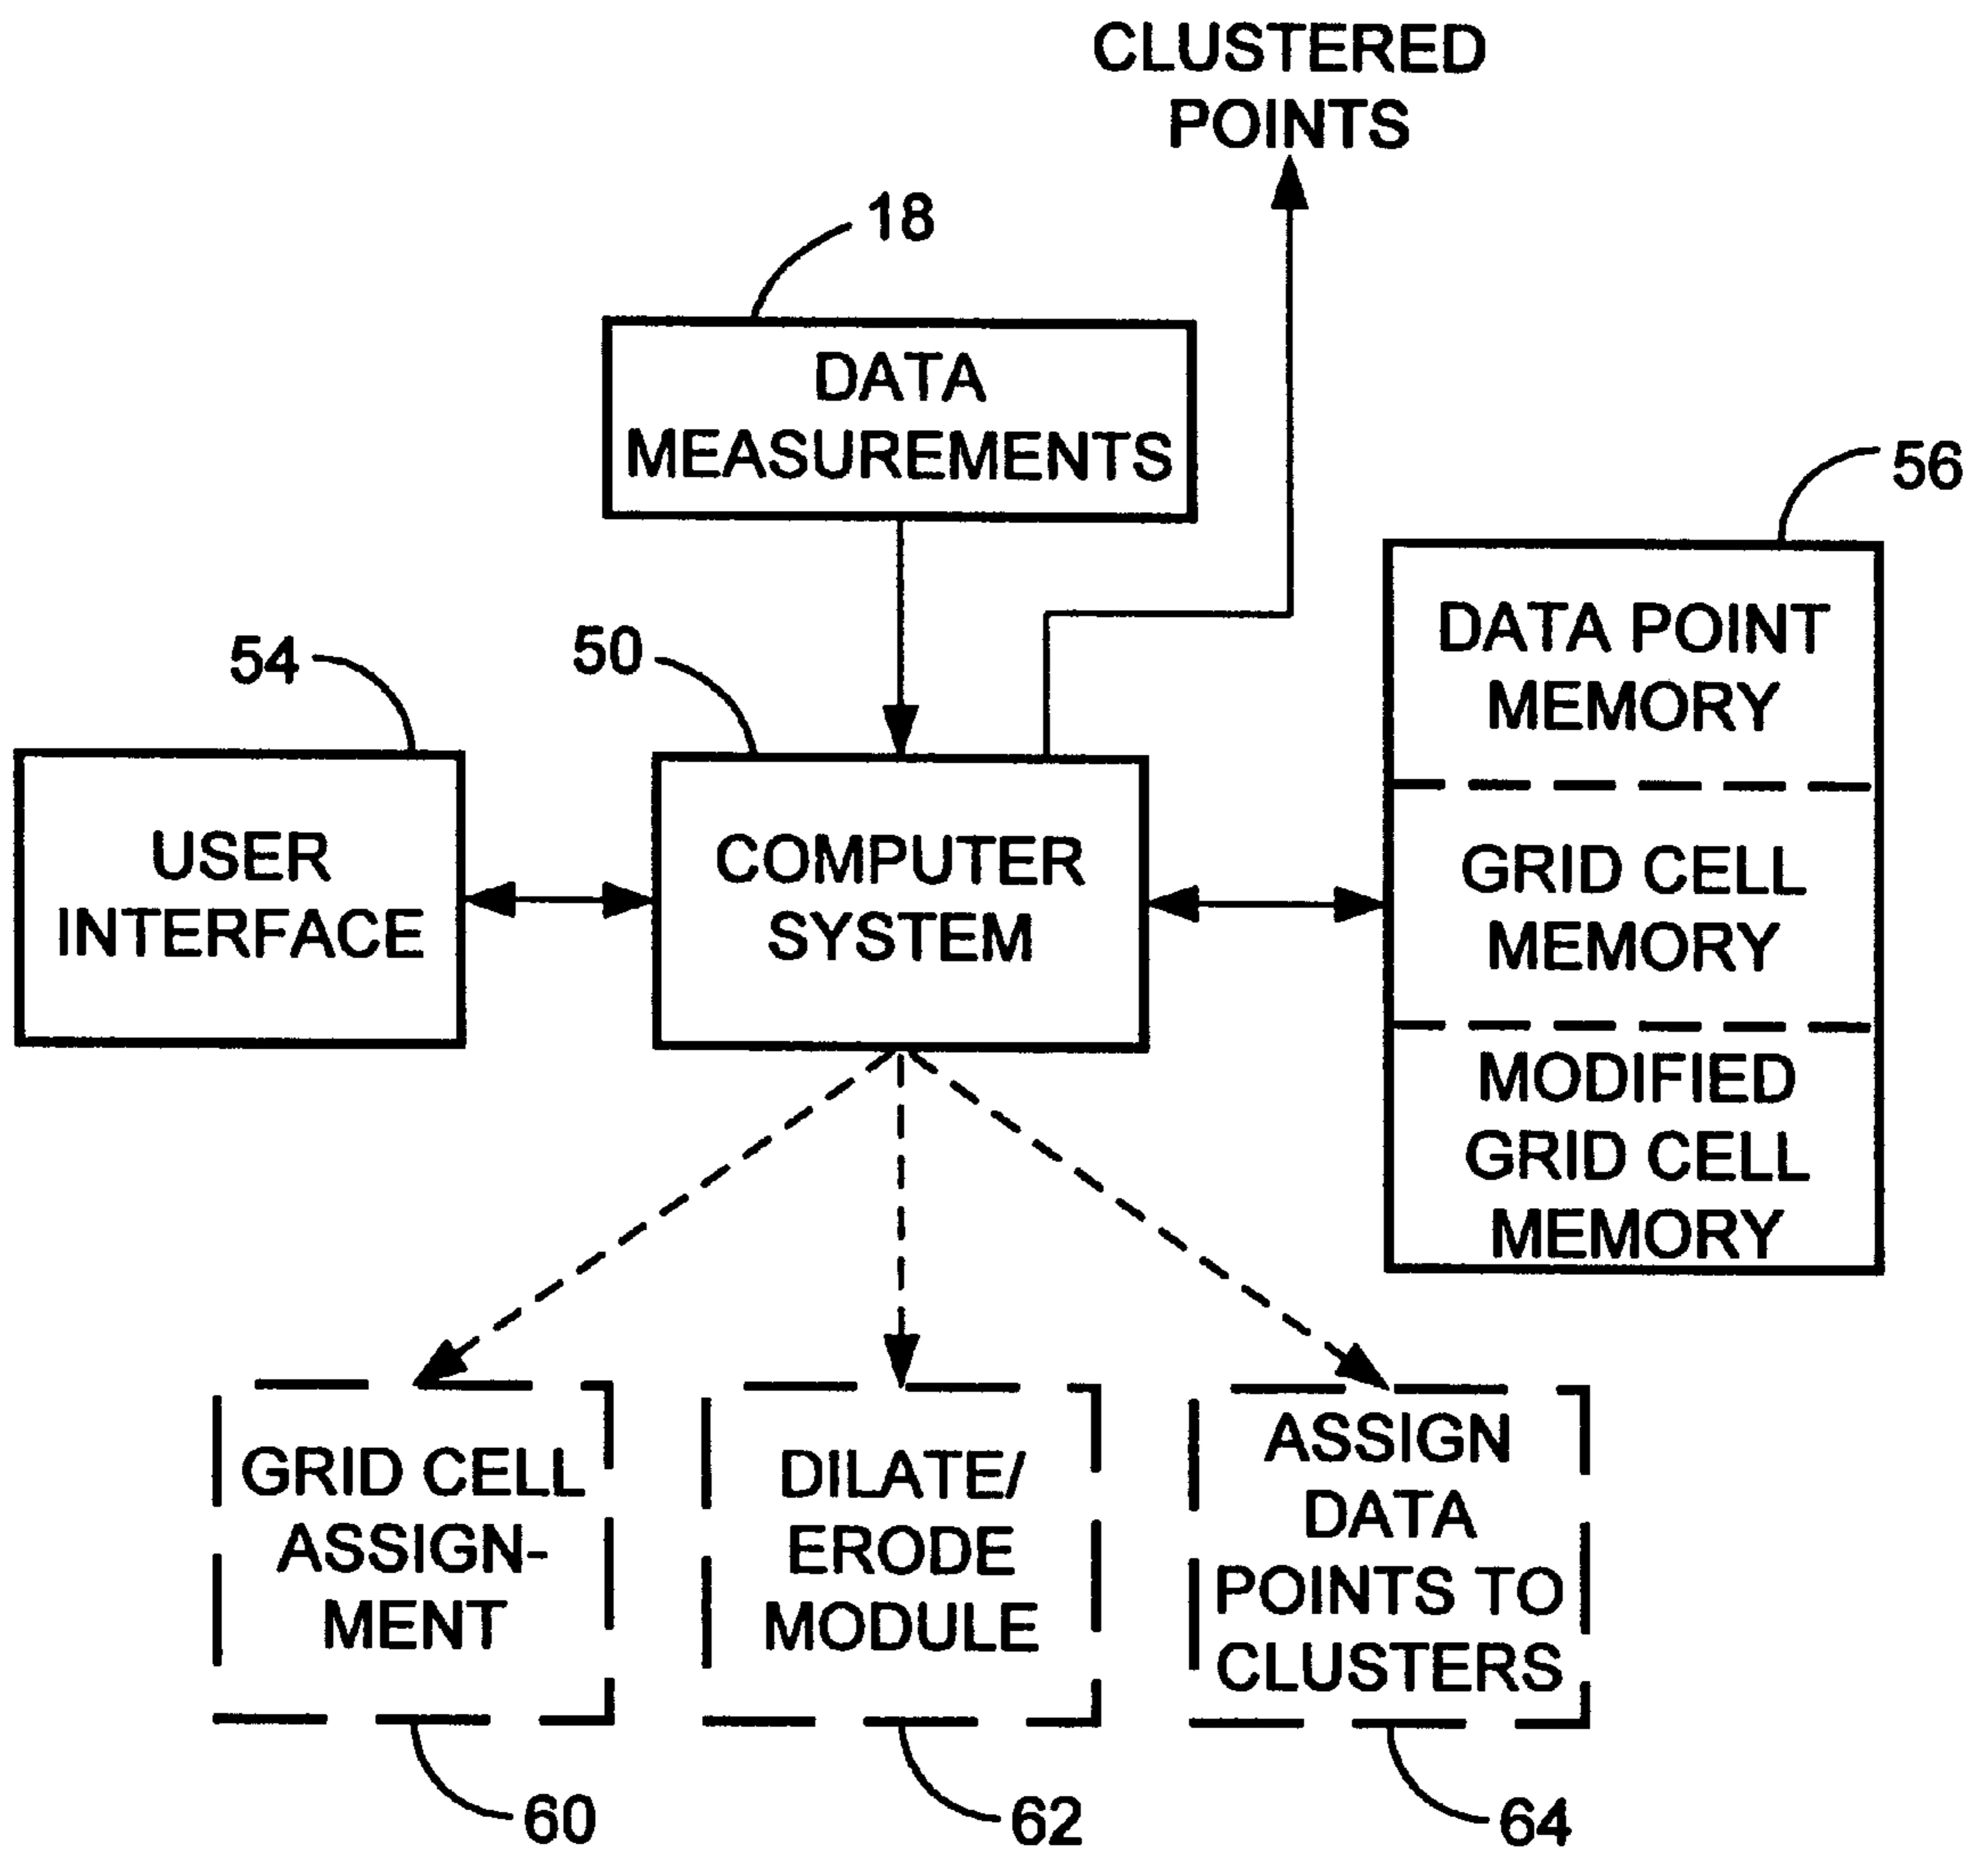 CLUSTERED
POINTS
18
DATA
MEASUREMENTS
56
DATA POINT
MEMORY
GRID CELL
MEMORY
MODIFIED
GRID CELL
MEMORY
54
USER
INTERFACE
50
COMPUTER
SYSTEM
GRID CELL
ASSIGN-
MENT
60
DILATE/
ERODE
MODULE
62
ASSIGN
DATA
POINTS TO
CLUSTERS
64